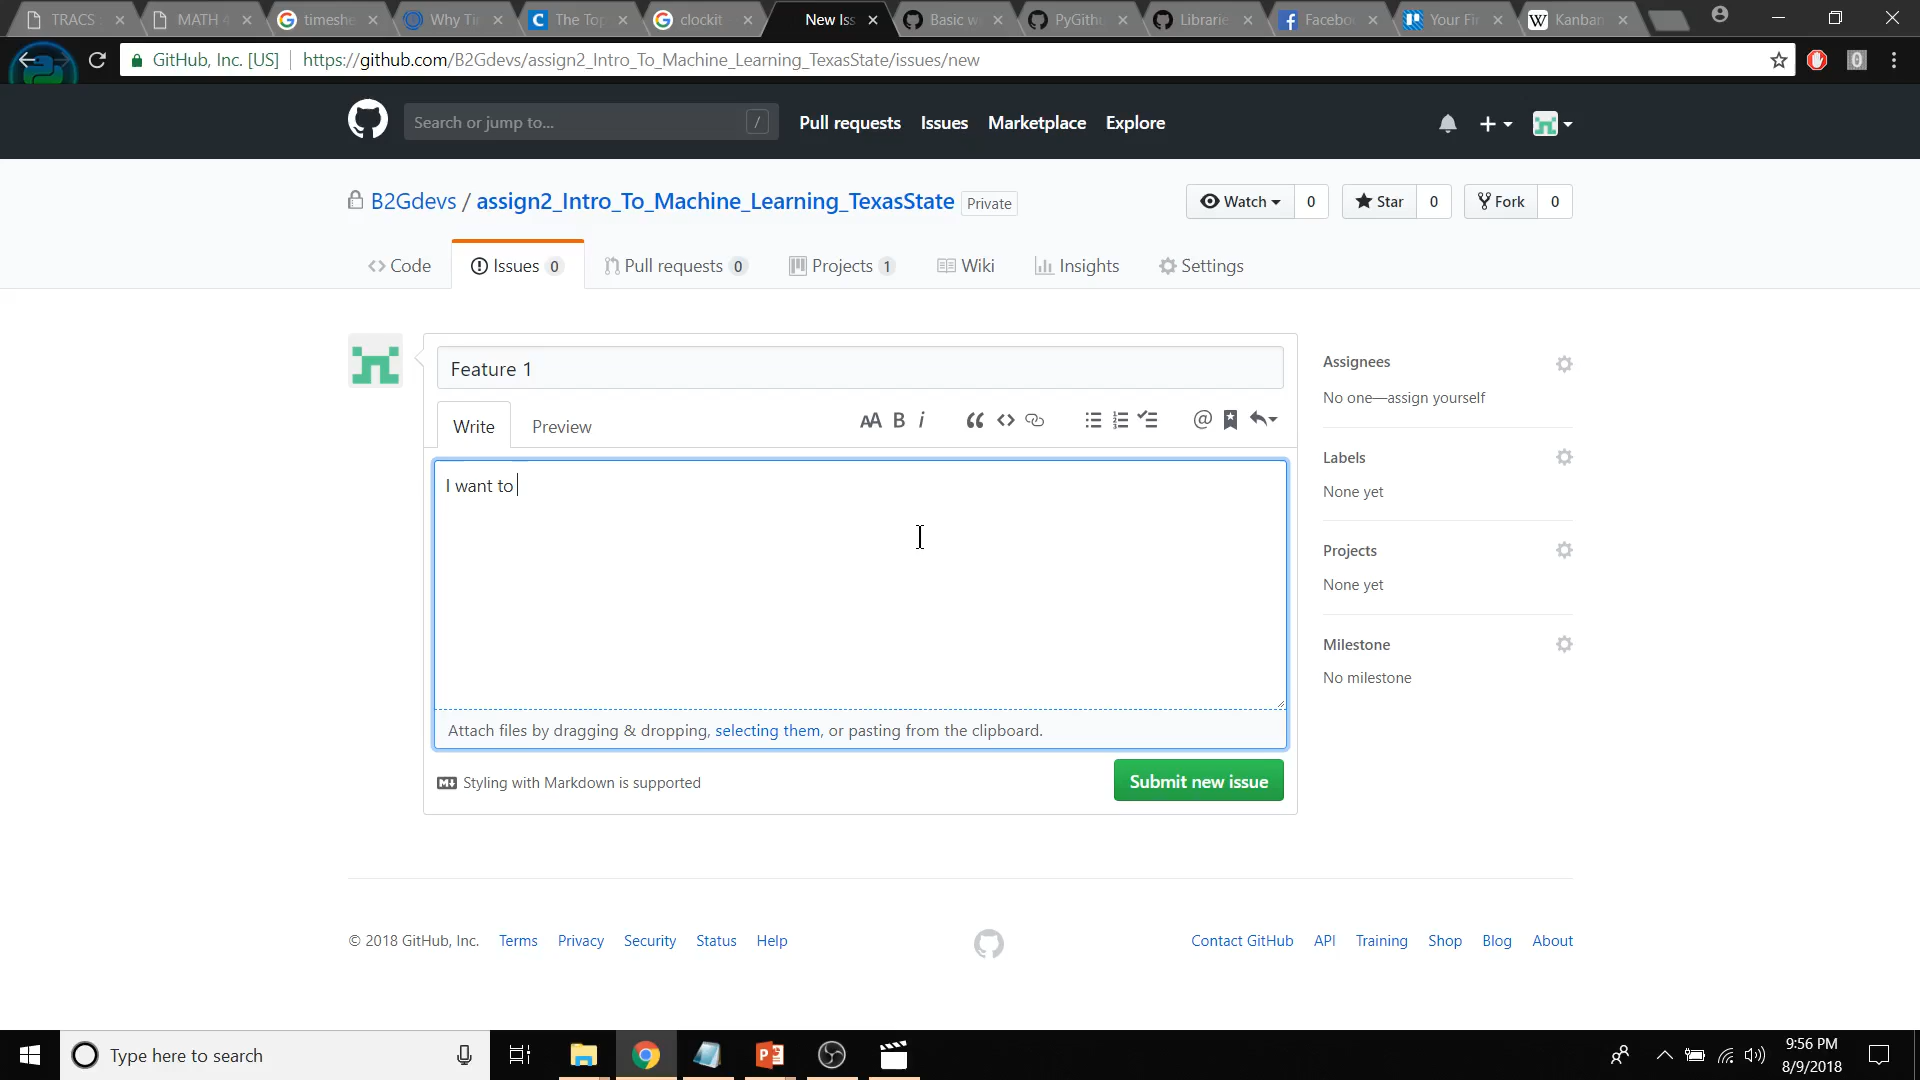 TRACS
MATH 4
timeshe
Why Tir
The Top
clockit
New Iss
Basic w
PyGithu
Librarie
Facebo
Your Fir
Kanban
GitHub, Inc. [US]
https://github.com/B2Gdevs/assign2_Intro_To_Machine_Learning_TexasState/issues/new
0
Search or jump to...
/
Pull requests
Issues
Marketplace
Explore
B2Gdevs / assign2_Intro_To_Machine_Learning_TexasState
Private
Watch
0
Star
0
Fork
0
Code
Issues 0
Pull requests 0
Projects 1
Wiki
Insights
Settings
Feature 1
Write
Preview
AA B i
@
I want to
Attach files by dragging & dropping, selecting them, or pasting from the clipboard.
Styling with Markdown is supported
Submit new issue
Assignees
No one—assign yourself
Labels
None yet
Projects
None yet
Milestone
No milestone
© 2018 GitHub, Inc.
Terms
Privacy
Security
Status
Help
Contact GitHub
API
Training
Shop
Blog
About
Type here to search
9:56 PM
8/9/2018